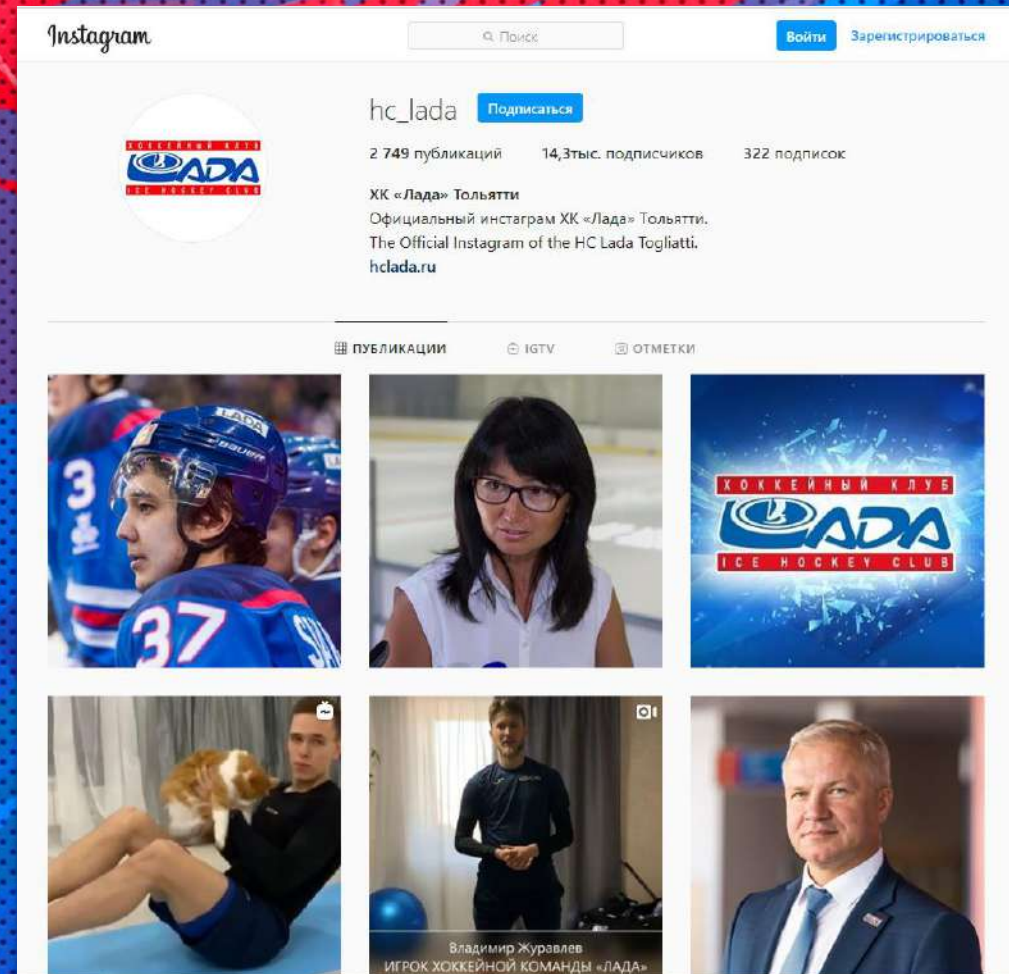 Instagram
Поиск
Войти
Зарегистрироваться
ХОККЕЙНЫЙ КЛУБ
LADA
ICE HOCKEY CLUB
hc_lada
Подписаться
2 749 публикаций 14,3тыс. подписчиков 322 подписок
ХК «Лада» Тольятти
Официальный инстаграм ХК «Лада» Тольятти.
The Official Instagram of the HC Lada Togliatti.
hclada.ru
ПУБЛИКАЦИИ IGTV ОТМЕТКИ
3
LADA
BAUER
37
ХОККЕЙНЫЙ КЛУБ
LADA
ICE HOCKEY CLUB
Владимир Журавлев
ИГРОК ХОККЕЙНОЙ КОМАНДЫ «ЛАДА»